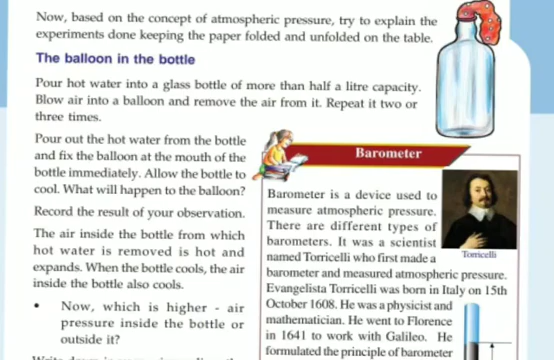 Now, based on the concept of atmospheric pressure, try to explain the
experiments done keeping the paper folded and unfolded on the table.
The balloon in the bottle
Pour hot water into a glass bottle of more than half a litre capacity.
Blow air into a balloon and remove the air from it. Repeat it two or
three times.
Pour out the hot water from the bottle
and fix the balloon at the mouth of the
bottle immediately. Allow the bottle to
cool. What will happen to the balloon?
Record the result of your observation.
The air inside the bottle from which
hot water is removed is hot and
expands. When the bottle cools, the air
inside the bottle also cools.
• Now, which is higher - air
pressure inside the bottle or
outside it?
Barometer
Barometer is a device used to
measure atmospheric pressure.
There are different types of
barometers. It was a scientist
named Torricelli who first made a
Torricelli
barometer and measured atmospheric pressure.
Evangelista Torricelli was born in Italy on 15th
October 1608. He was a physicist and
mathematician. He went to Florence
in 1641 to work with Galileo. He
formulated the principle of barometer